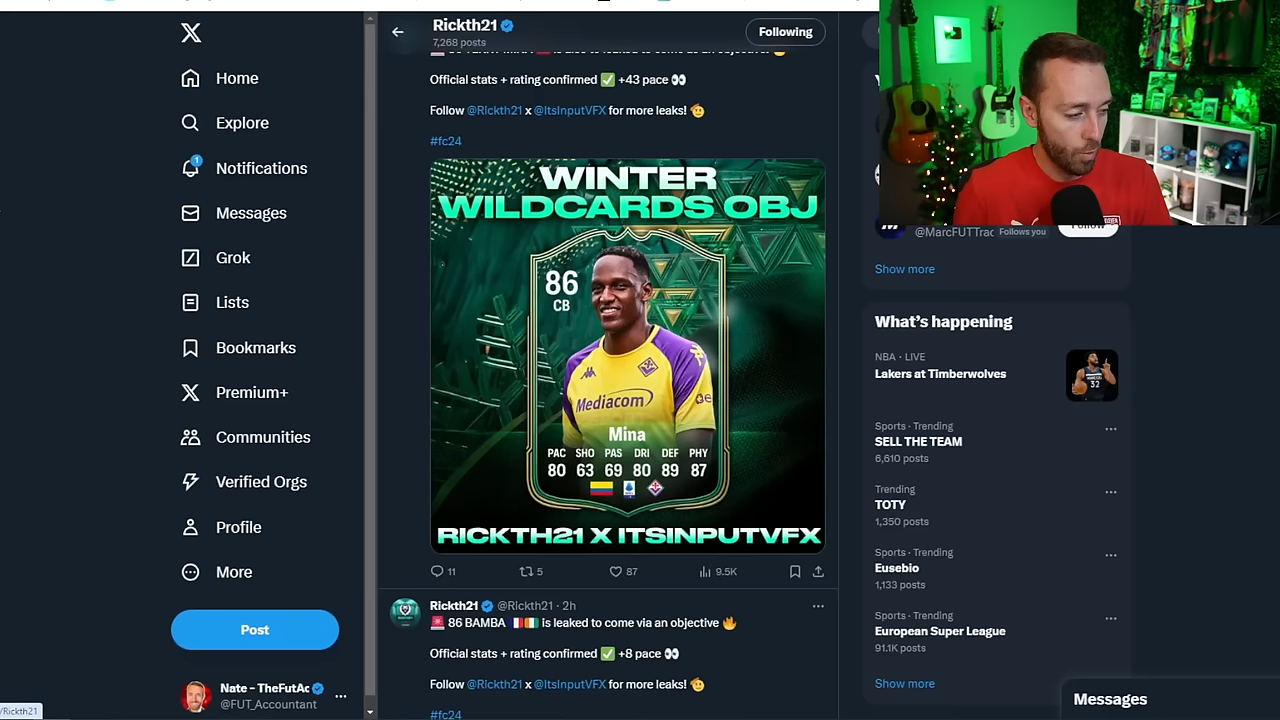 Rickth21
7,268 posts
Following
Official stats + rating confirmed ✅ +43 pace 👀
Follow @RIckth21 x @ItsInputVFX for more leaks! 🫡
#fc24
WINTER
WILDCARDS OBJ
86
CB
Mediacom
Mina
PAC SHO PAS DRI DEF PHY
80 63 69 80 89 87
RICKTH21 X ITSINPUTVFX
11 5 87 9.5K
Rickth21 @RIckth21 · 2h
🚨 86 BAMBA 🇫🇷🇨🇮 is leaked to come via an objective 🔥
Official stats + rating confirmed ✅ +8 pace 👀
Follow @RIckth21 x @ItsInputVFX for more leaks! 🫡
#fc24
Home
Explore
1
Notifications
Messages
Grok
Lists
Bookmarks
Premium+
Communities
Verified Orgs
Profile
More
Post
Nate - TheFutAc
@FUT_Accountant
/RIckth21
@MarcFUTTrad Follows you
Follow
Show more
What's happening
NBA · LIVE
Lakers at Timberwolves
32
Sports · Trending
SELL THE TEAM
6,610 posts
Trending
TOTY
1,350 posts
Sports · Trending
Eusebio
1,133 posts
Sports · Trending
European Super League
91.1K posts
Show more
Messages